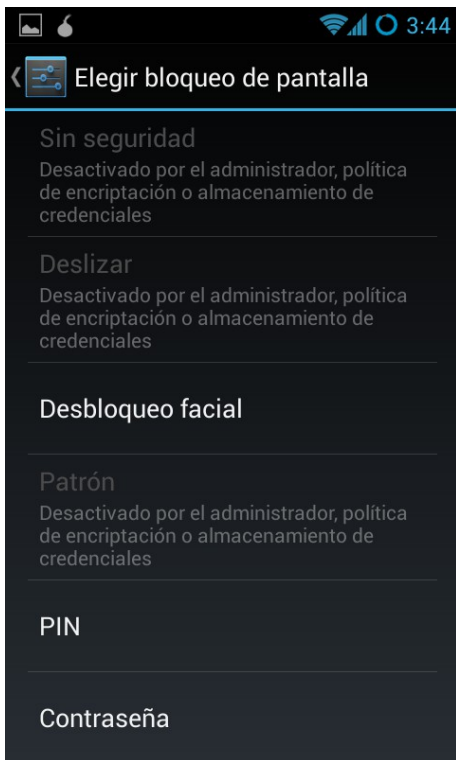 3:44
Elegir bloqueo de pantalla
Sin seguridad
Desactivado por el administrador, política
de encriptación o almacenamiento de
credenciales
Deslizar
Desactivado por el administrador, política
de encriptación o almacenamiento de
credenciales
Desbloqueo facial
Patrón
Desactivado por el administrador, política
de encriptación o almacenamiento de
credenciales
PIN
Contraseña